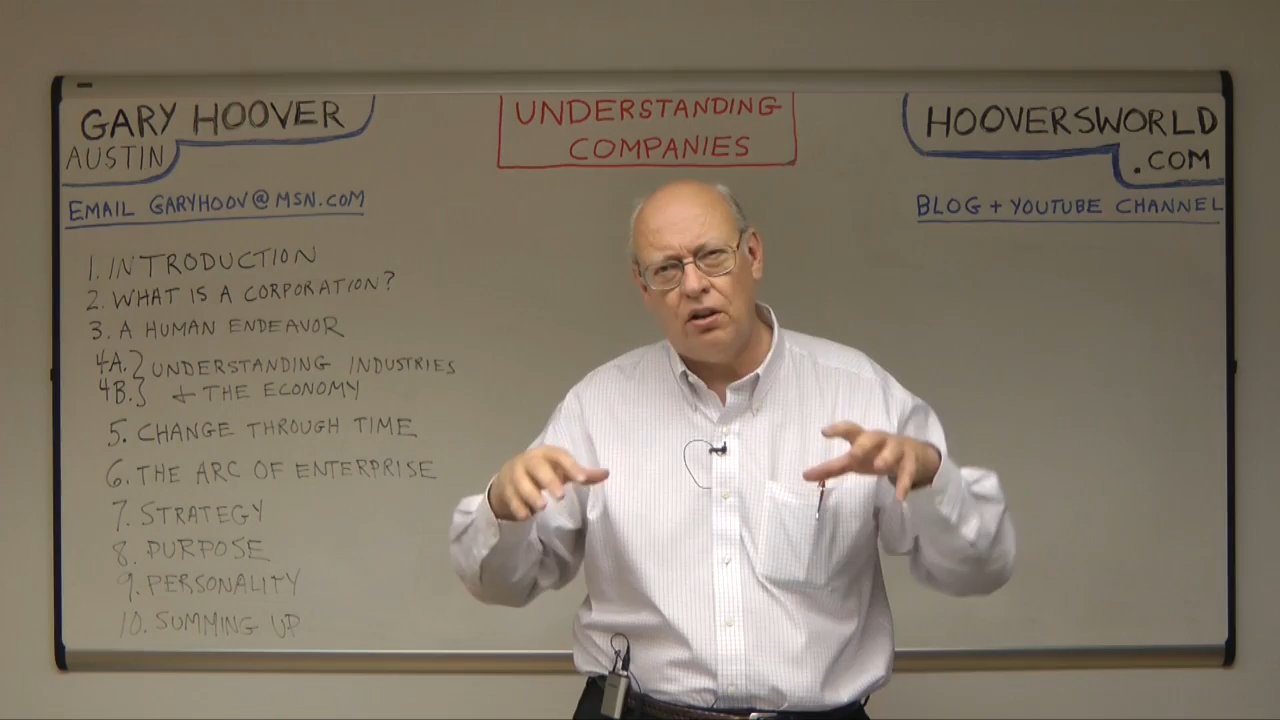 GARY HOOVER
AUSTIN
EMAIL GARYHOOV@MSN.COM
UNDERSTANDING
COMPANIES
HOOVERSWORLD
.COM
BLOG + YOUTUBE CHANNEL
1. INTRODUCTION
2. WHAT IS A CORPORATION?
3. A HUMAN ENDEAVOR
4A.} UNDERSTANDING INDUSTRIES
4B.} + THE ECONOMY
5. CHANGE THROUGH TIME
6. THE ARC OF ENTERPRISE
7. STRATEGY
8. PURPOSE
9. PERSONALITY
10. SUMMING UP